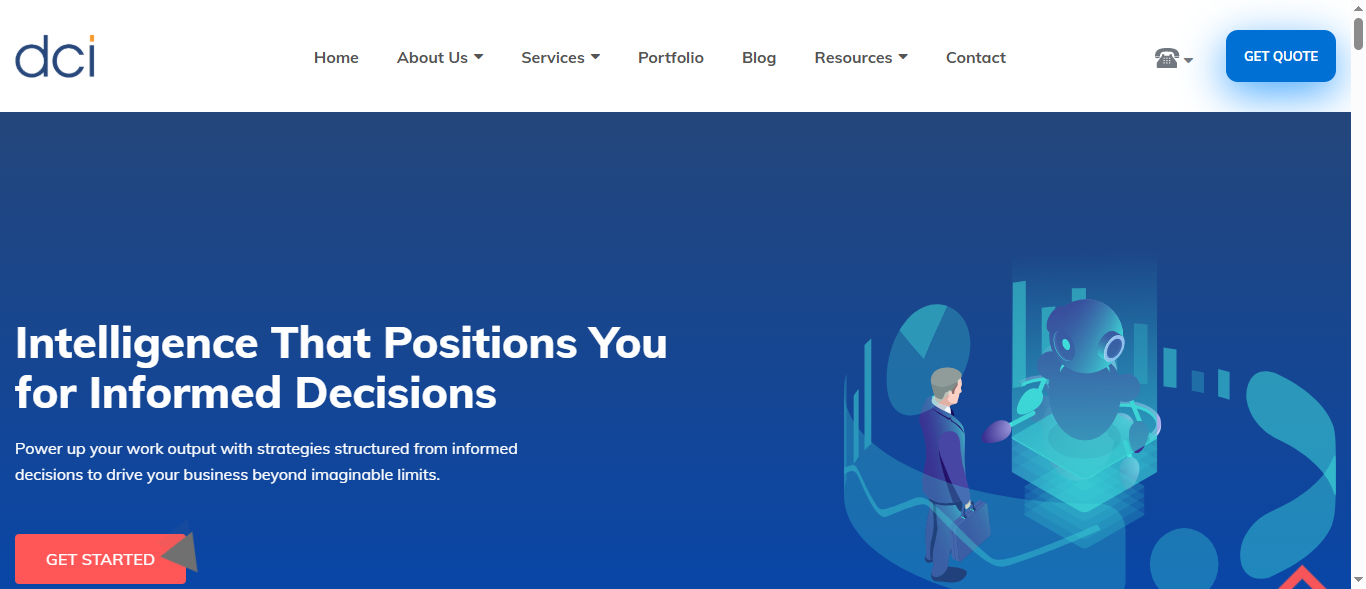 dci
Home
About Us
Services
Portfolio
Blog
Resources
Contact
GET QUOTE
Intelligence That Positions You
for Informed Decisions
Power up your work output with strategies structured from informed
decisions to drive your business beyond imaginable limits.
GET STARTED